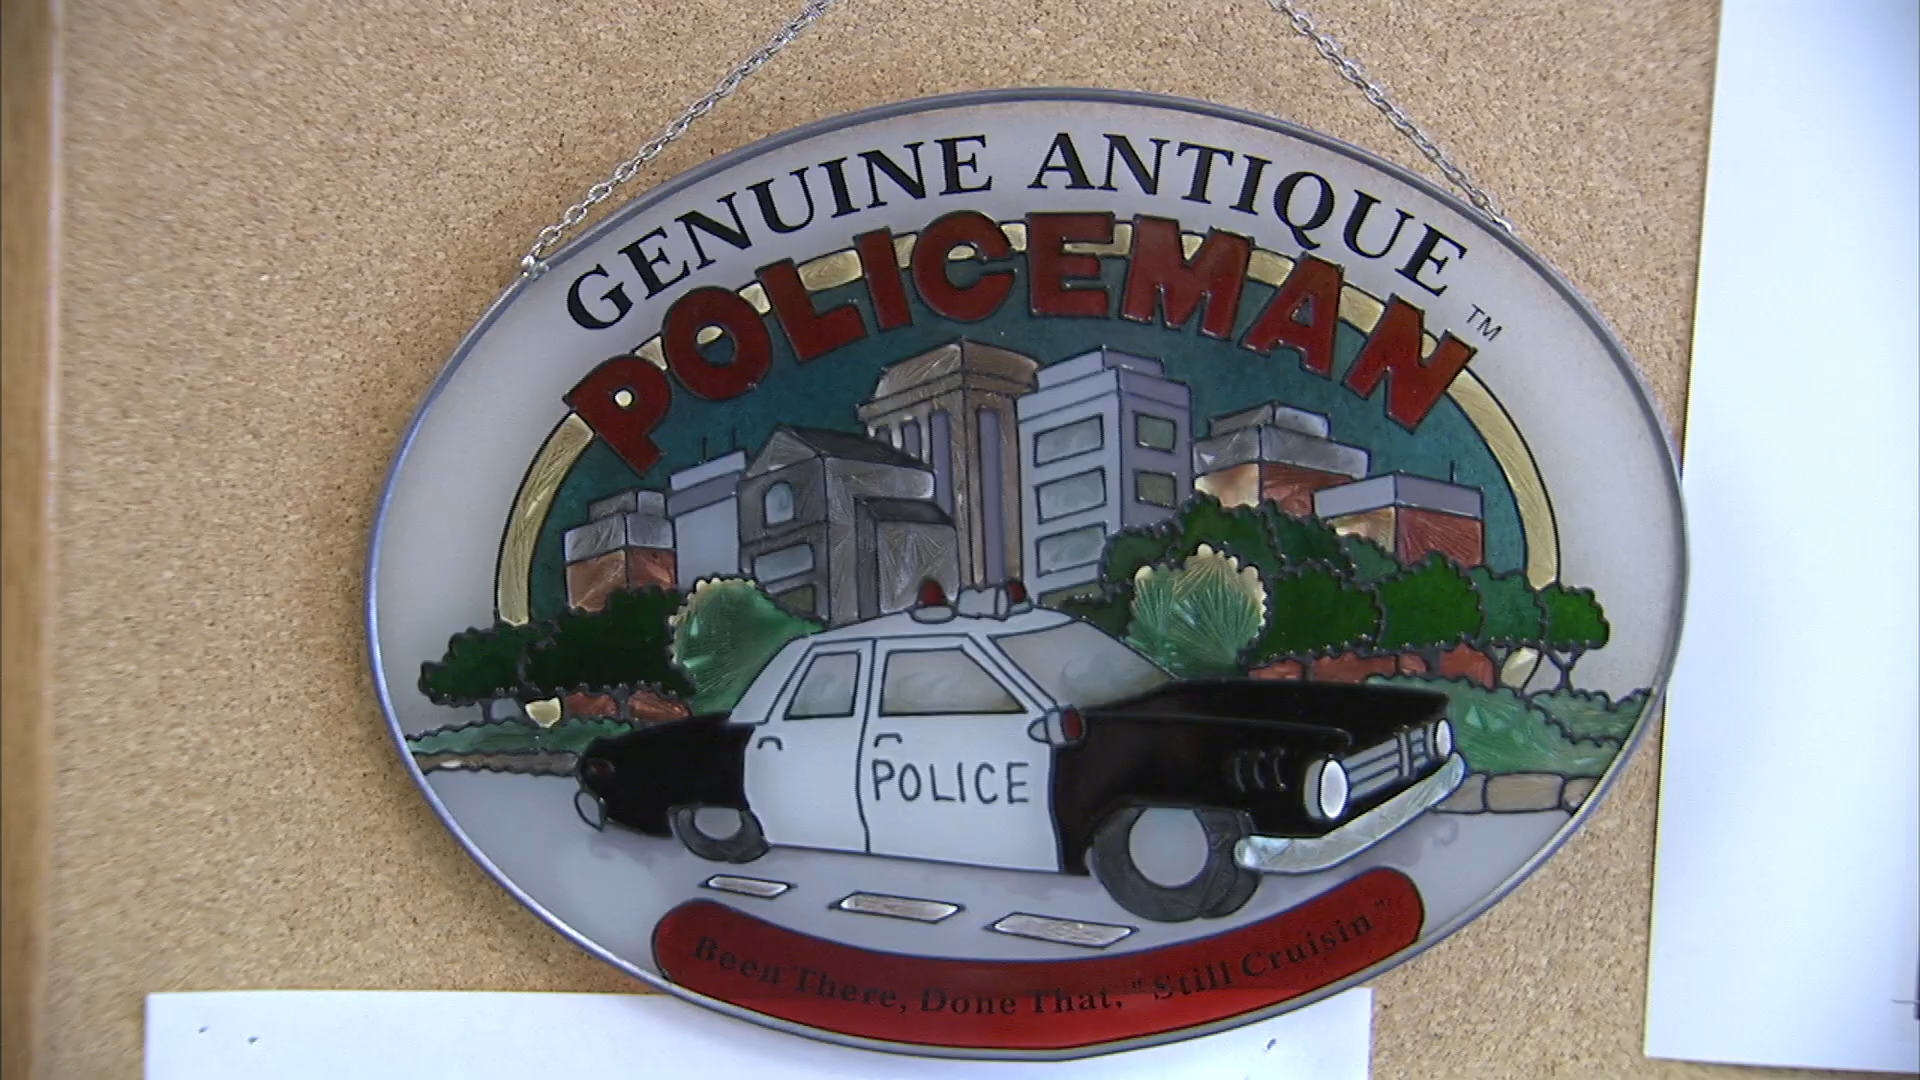 GENUINE ANTIQUE
POLICEMAN™
POLICE
Been There, Done That. "Still Cruisin"